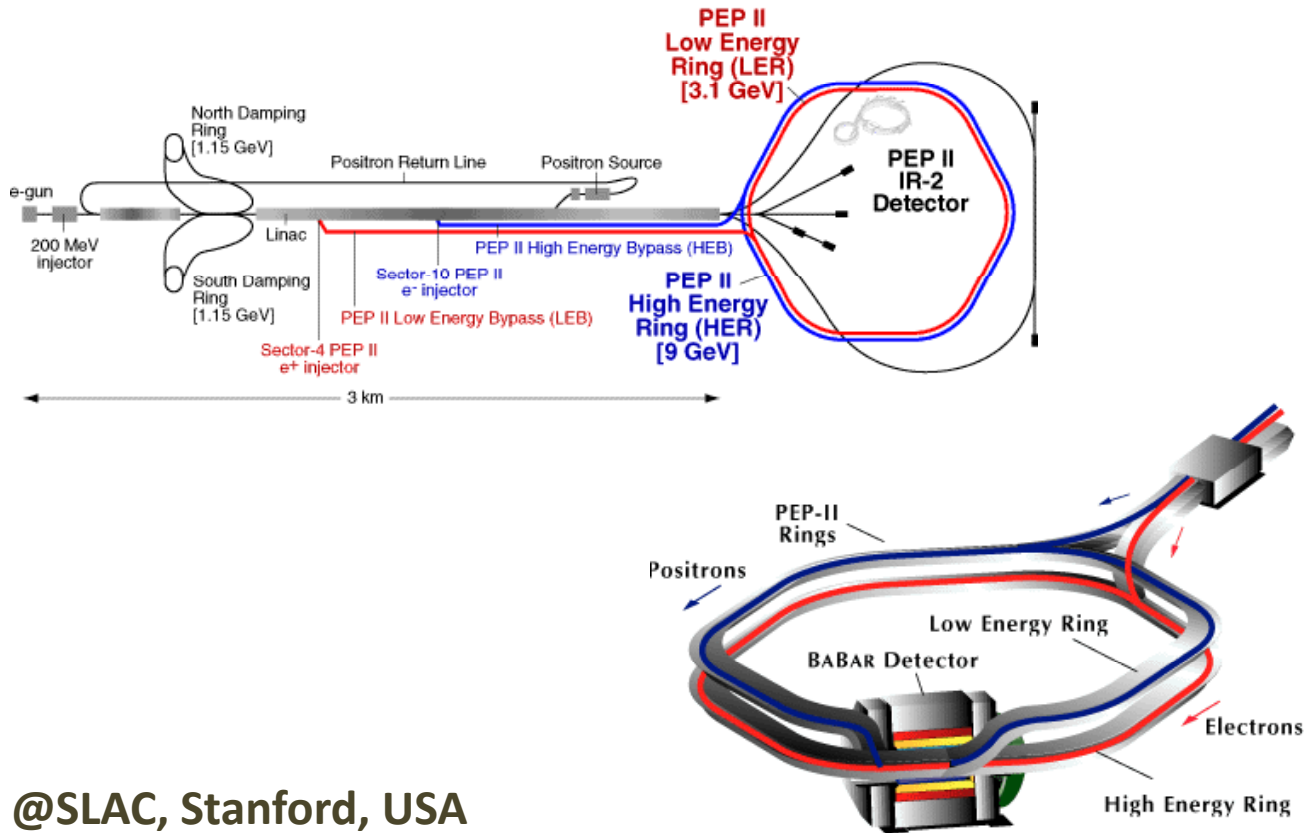 PEP II
Low Energy
Ring (LER)
[3.1 GeV]
North Damping
Ring
[1.15 GeV]
Positron Return Line
Positron Source
e-gun
PEP II
IR-2
Detector
200 MeV
injector
Linac
PEP II High Energy Bypass (HEB)
South Damping
Ring
[1.15 GeV]
Sector-10 PEP II
e- injector
PEP II Low Energy Bypass (LEB)
PEP II
High Energy
Ring (HER)
[9 GeV]
Sector-4 PEP II
e+ injector
3 km
PEP-II
Rings
Positrons
Low Energy Ring
BABAR Detector
Electrons
High Energy Ring
@SLAC, Stanford, USA